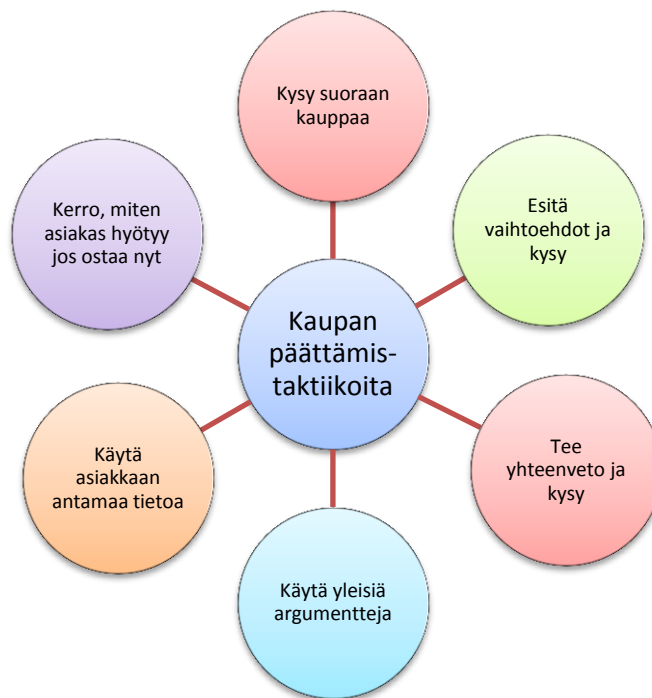 Kysy suoraan
kauppaa
Esitä
vaihtoehdot ja
kysy
Kerro, miten
asiakas hyötyy
jos ostaa nyt
Kaupan
päättämis-
taktiikoita
Tee
yhteenveto ja
kysy
Käytä
asiakkaan
antamaa tietoa
Käytä yleisiä
argumentteja